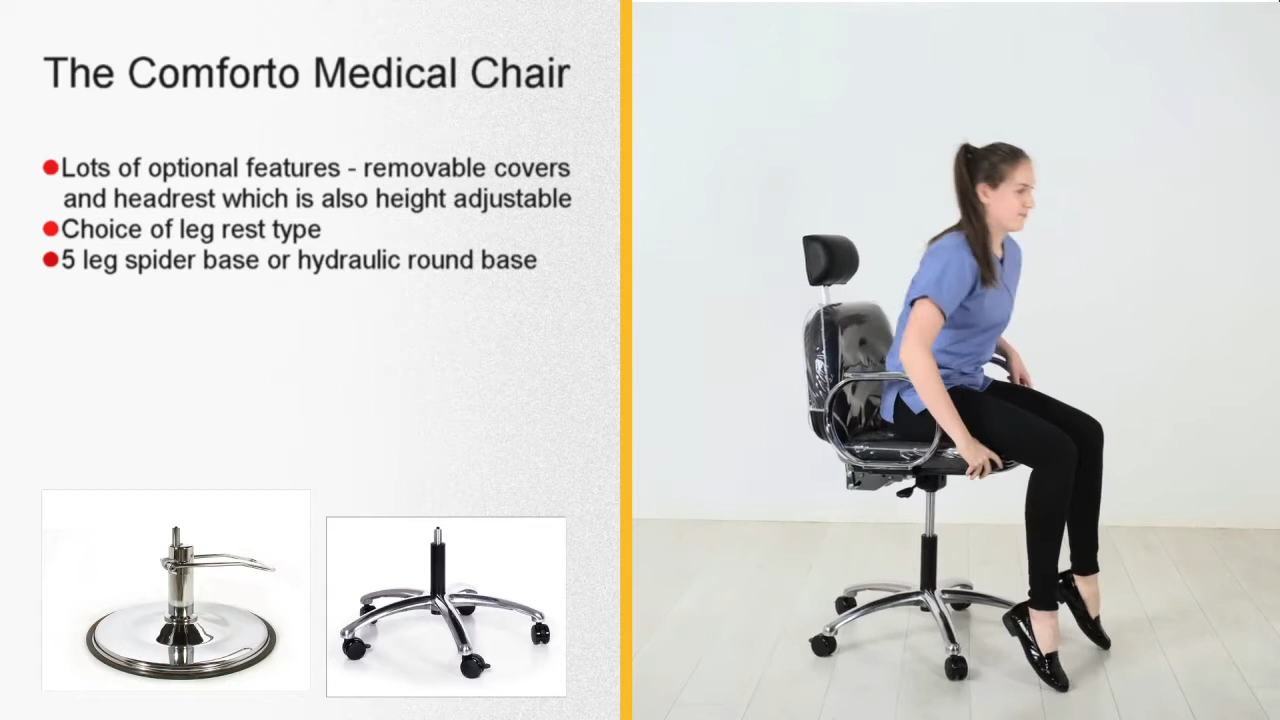 The Comforto Medical Chair
Lots of optional features - removable covers
and headrest which is also height adjustable
Choice of leg rest type
5 leg spider base or hydraulic round base